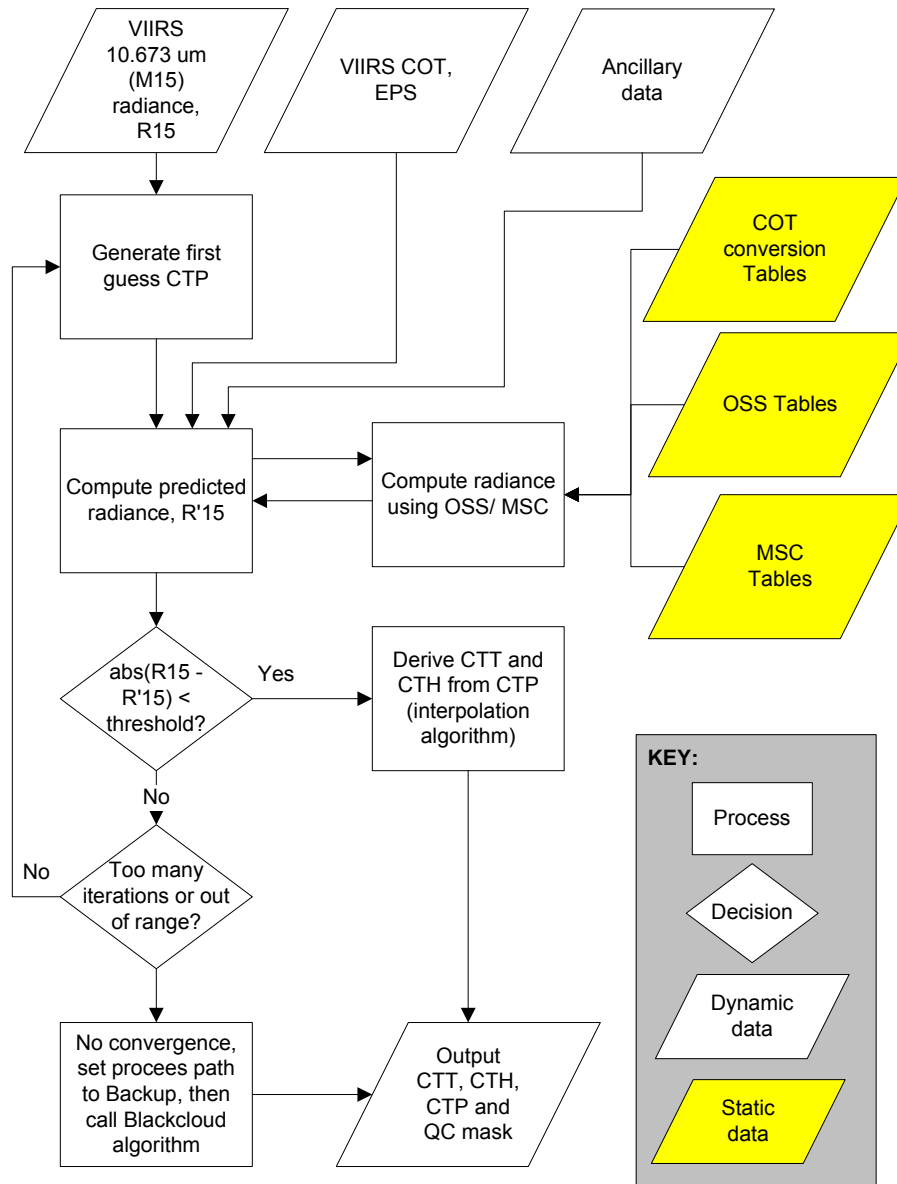 VIIRS
10.673 um
(M15)
radiance,
R15
VIIRS COT,
EPS
Ancillary
data
Generate first
guess CTP
COT
conversion
Tables
OSS Tables
Compute predicted
radiance, R'15
Compute radiance
using OSS/ MSC
MSC
Tables
abs(R15 -
R'15) <
threshold?
Yes
Derive CTT and
CTH from CTP
(interpolation
algorithm)
No
Too many
iterations or out
of range?
No
No convergence,
set procees path
to Backup, then
call Blackcloud
algorithm
Output
CTT, CTH,
CTP and
QC mask
KEY:
Process
Decision
Dynamic
data
Static
data